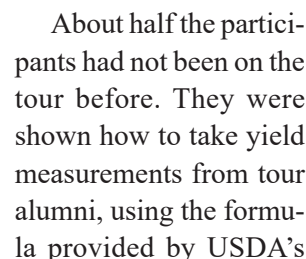 About half the partici-
pants had not been on the
tour before. They were
shown how to take yield
measurements from tour
alumni, using the formu-
la provided by USDA's